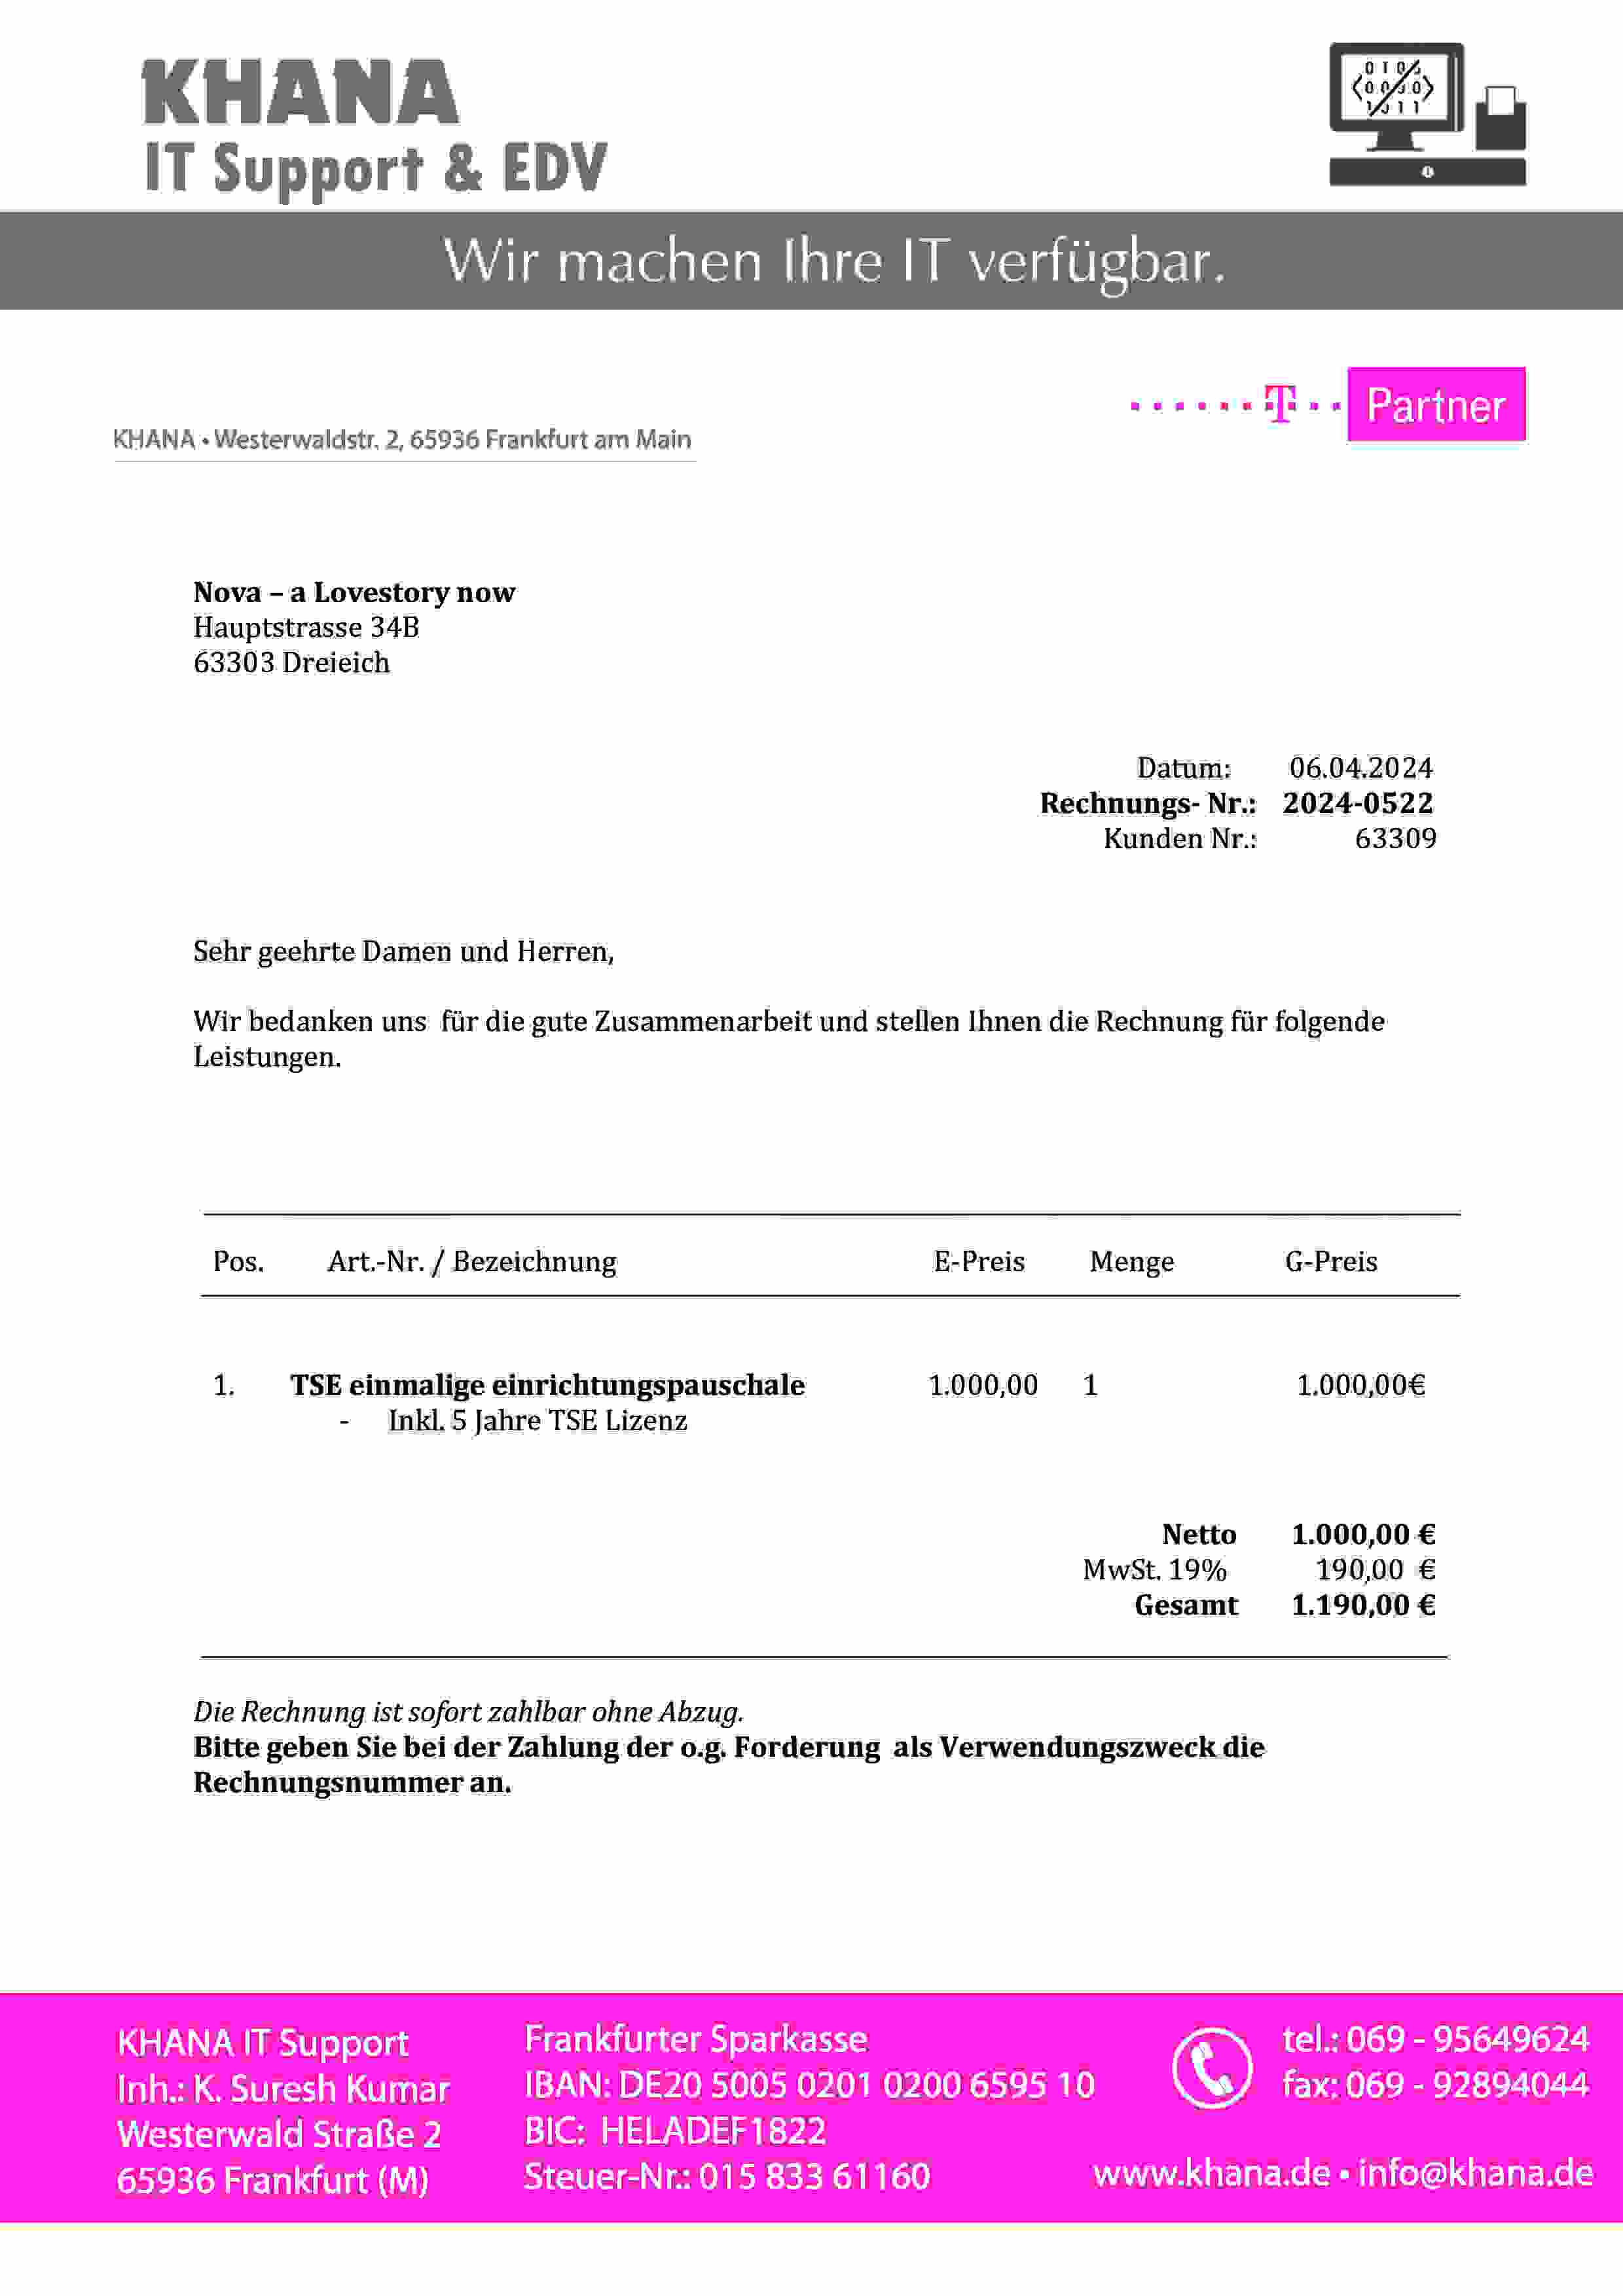 KHANA
IT Support & EDV
Wir machen Ihre IT verfügbar.
T Partner
KHANA • Westerwaldstr. 2, 65936 Frankfurt am Main
Nova – a Lovestory now
Hauptstrasse 34B
63303 Dreieich
Datum: 06.04.2024
Rechnungs- Nr.: 2024-0522
Kunden Nr.: 63309
Sehr geehrte Damen und Herren,
Wir bedanken uns für die gute Zusammenarbeit und stellen Ihnen die Rechnung für folgende
Leistungen.
Pos. Art.-Nr. / Bezeichnung E-Preis Menge G-Preis
1. TSE einmalige einrichtungspauschale 1.000,00 1 1.000,00€
- Inkl. 5 Jahre TSE Lizenz
Netto 1.000,00 €
MwSt. 19% 190,00 €
Gesamt 1.190,00 €
Die Rechnung ist sofort zahlbar ohne Abzug.
Bitte geben Sie bei der Zahlung der o.g. Forderung als Verwendungszweck die
Rechnungsnummer an.
KHANA IT Support
Inh.: K. Suresh Kumar
Westerwald Straße 2
65936 Frankfurt (M)
Frankfurter Sparkasse
IBAN: DE20 5005 0201 0200 6595 10
BIC: HELADEF1822
Steuer-Nr.: 015 833 61160
tel.: 069 - 95649624
fax: 069 - 92894044
www.khana.de • info@khana.de